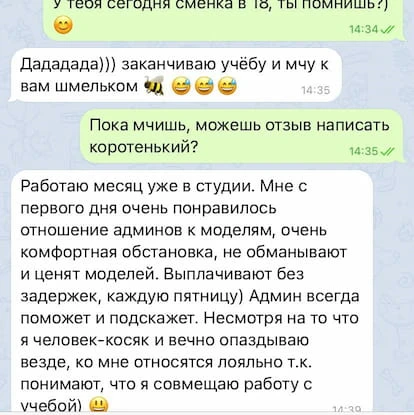 У тебя сегодня сменка в 18, ты помнишь?)
😊
14:34
Дадададa))) заканчиваю учёбу и мчу к
вам шмельком 🐝 😅😅😅
14:35
Пока мчишь, можешь отзыв написать
коротенький?
14:35
Работаю месяц уже в студии. Мне с
первого дня очень понравилось
отношение админов к моделям, очень
комфортная обстановка, не обманывают
и ценят моделей. Выплачивают без
задержек, каждую пятницу) Админ всегда
поможет и подскажет. Несмотря на то что
я человек-косяк и вечно опаздываю
везде, ко мне относятся лояльно т.к.
понимают, что я совмещаю работу с
учебой) 😃
14:39